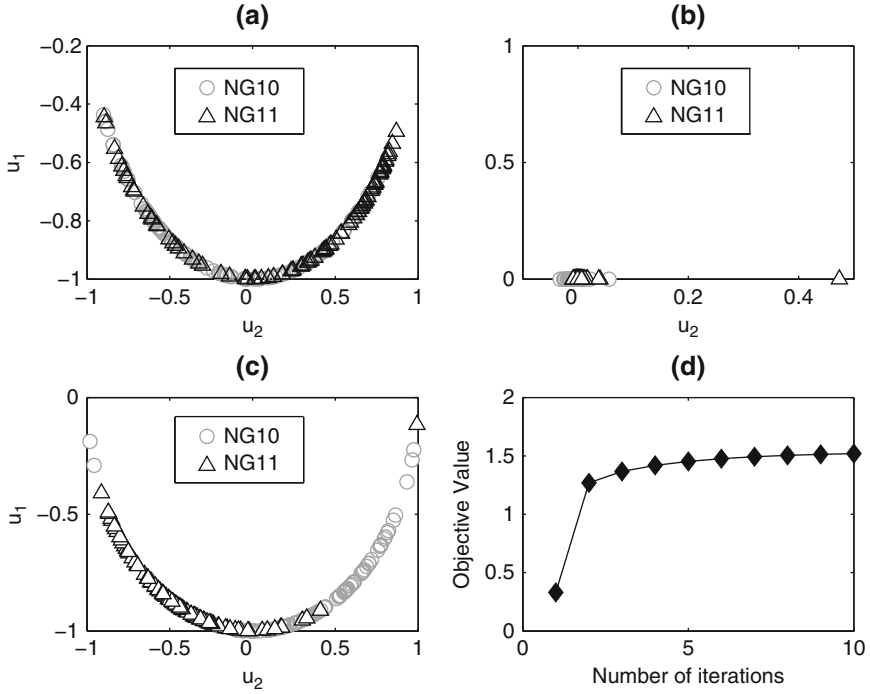 (a)
−0.2
−0.4
−0.6
−0.8
−1
u1
−1
−0.5
0
0.5
1
u2
NG10
NG11
(b)
1
0.5
0
0
0.2
0.4
u2
NG10
NG11
(c)
0
−0.5
−1
u1
−1
−0.5
0
0.5
1
u2
NG10
NG11
(d)
2
1.5
1
0.5
0
Objective Value
0
5
10
Number of iterations